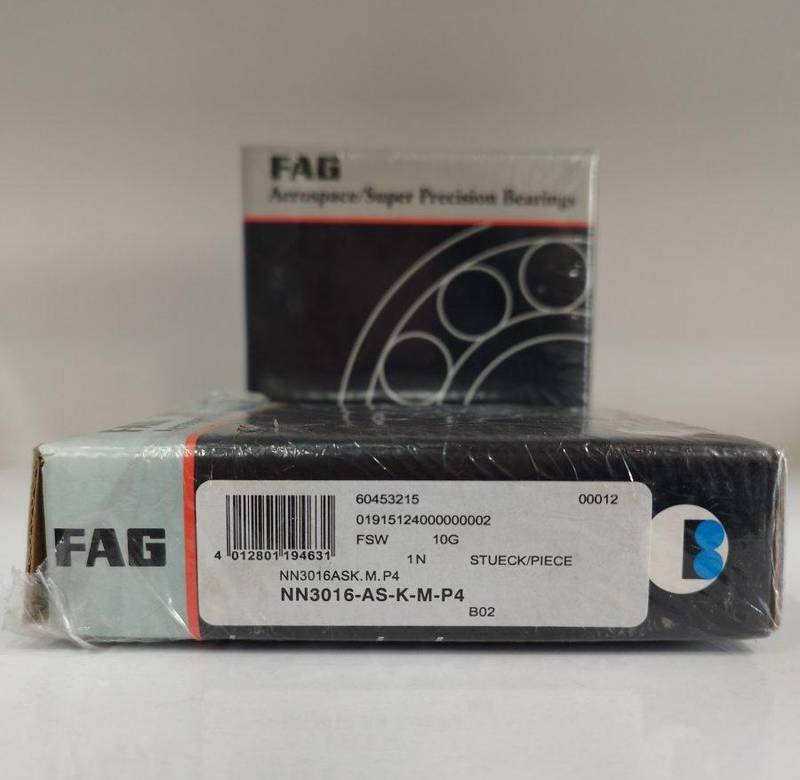 FAG
Aerospace/Super Precision Bearings
FAG
60453215 00012
01915124000000002
FSW 10G
4 012801 194631
1 N STUECK/PIECE
NN3016ASK.M.P4
NN3016-AS-K-M-P4
B02